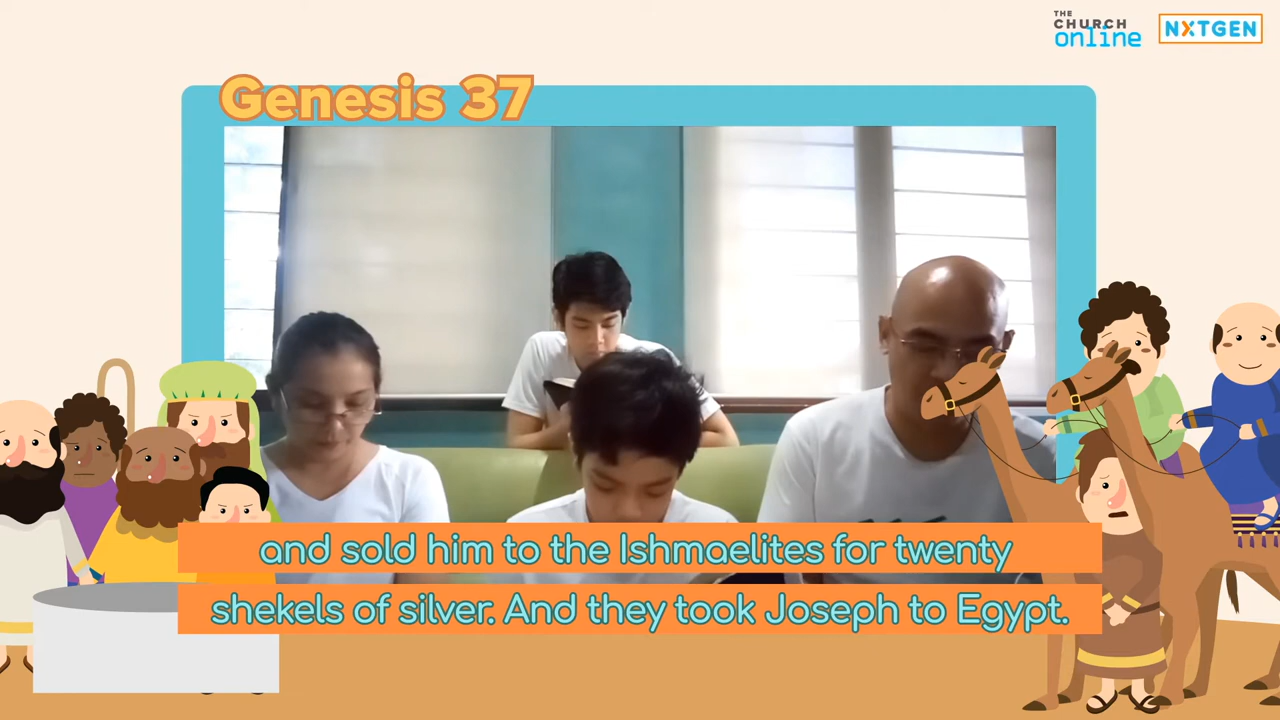 THE
CHURCH
online
NXTGEN
Genesis 37
and sold him to the Ishmaelites for twenty
shekels of silver. And they took Joseph to Egypt.